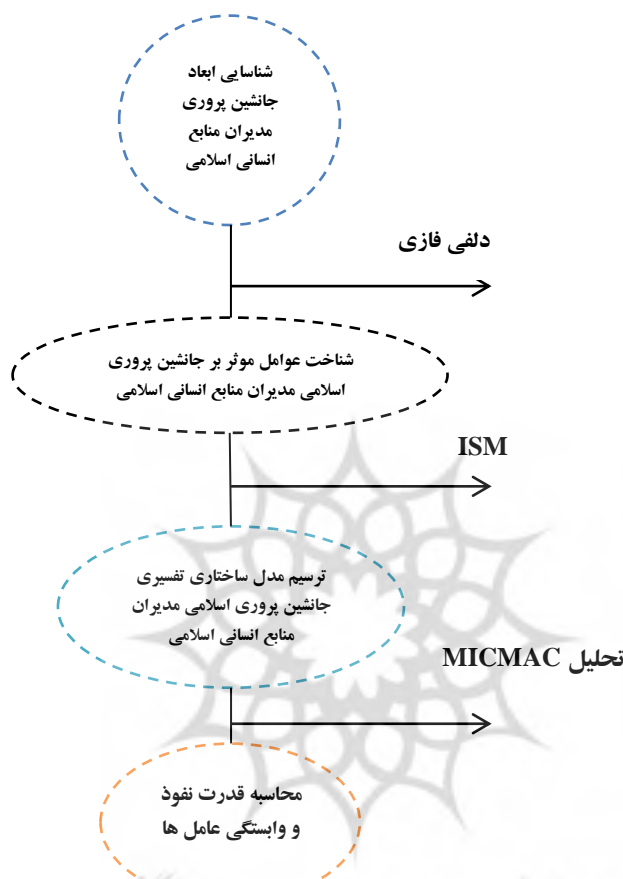 شناسایی ابعاد
جانشین پروری
مدیران منابع
انسانی اسلامی
دلفی فازی
شناخت عوامل موثر بر جانشین پروری
اسلامی مدیران منابع انسانی اسلامی
ISM
ترسیم مدل ساختاری تفسیری
جانشین پروری اسلامی مدیران
منابع انسانی اسلامی
تحلیل MICMAC
محاسبه قدرت نفوذ
و وابستگی عامل ها